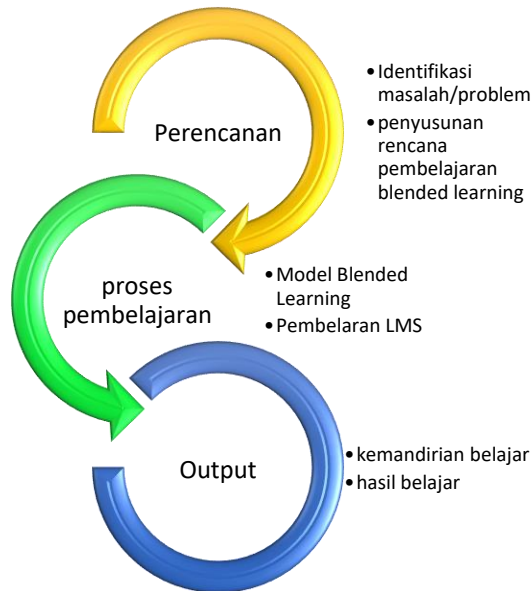 Perencanan
•Identifikasi
masalah/problem
•penyusunan
rencana
pembelajaran
blended learning
proses
pembelajaran
•Model Blended
Learning
•Pembelaran LMS
Output
•kemandirian belajar
•hasil belajar